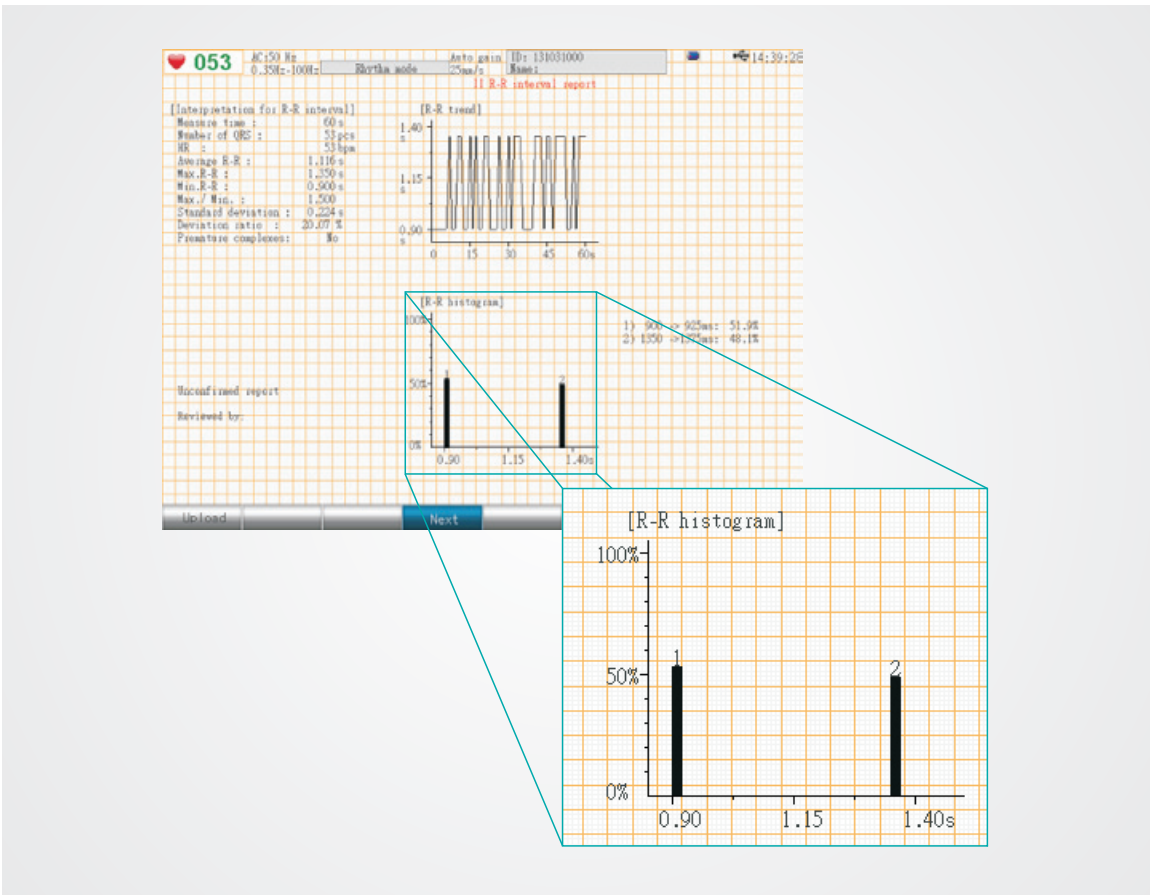 053
AC:50 Hz
0.35Hz-100Hz
Rhythm mode
Auto gain
25mm/s
ID: 131031000
Name:
14:39:28
II R-R interval report
[Interpretation for R-R interval]
Measure time : 60 s
Number of QRS : 53 pcs
HR : 53 bpm
Average R-R : 1.116 s
Max.R-R : 1.350 s
Min.R-R : 0.900 s
Max./ Min. : 1.500
Standard deviation : 0.224 s
Deviation ratio : 20.07 %
Premature complexes: No
[R-R trend]
1.40
s
1.15
s
0.90
s
0 15 30 45 60s
[R-R histogram]
100%
1 2
50%
0%
0.90 1.15 1.40s
1) 900 -> 925ms: 51.9%
2) 1350 ->1375ms: 48.1%
Unconfirmed report
Reviewed by:
Upload
Next
[R-R histogram]
100%
1
2
50%
0%
0.90 1.15 1.40s